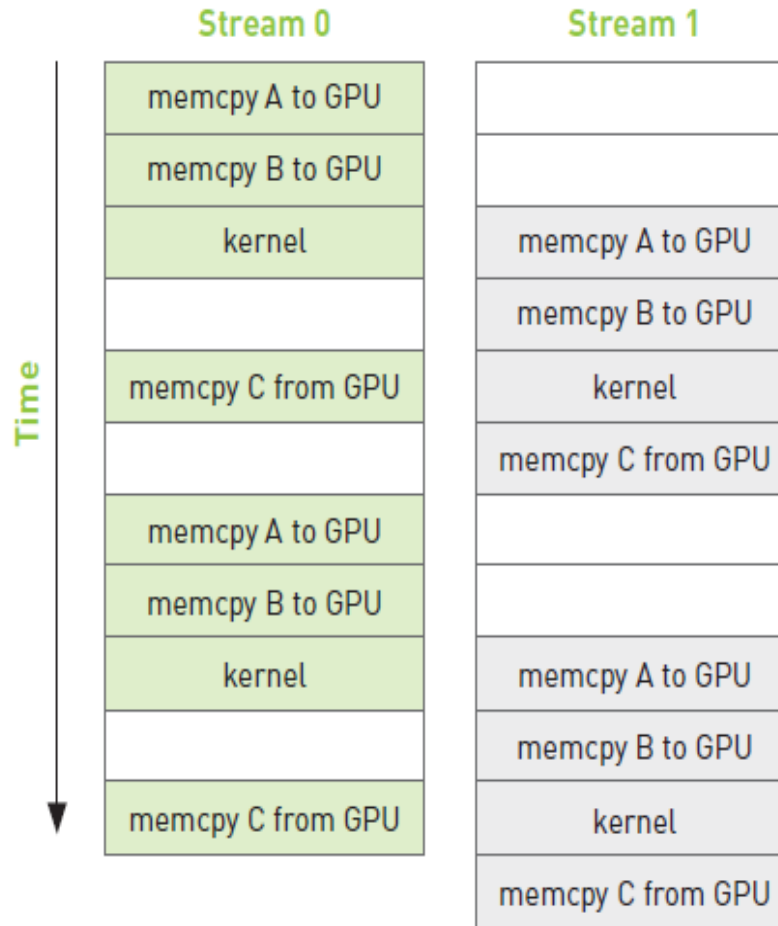 Stream 0
Stream 1
Time
memcpy A to GPU
memcpy B to GPU
kernel
memcpy A to GPU
memcpy B to GPU
memcpy C from GPU
kernel
memcpy C from GPU
memcpy A to GPU
memcpy B to GPU
kernel
memcpy A to GPU
memcpy B to GPU
memcpy C from GPU
kernel
memcpy C from GPU